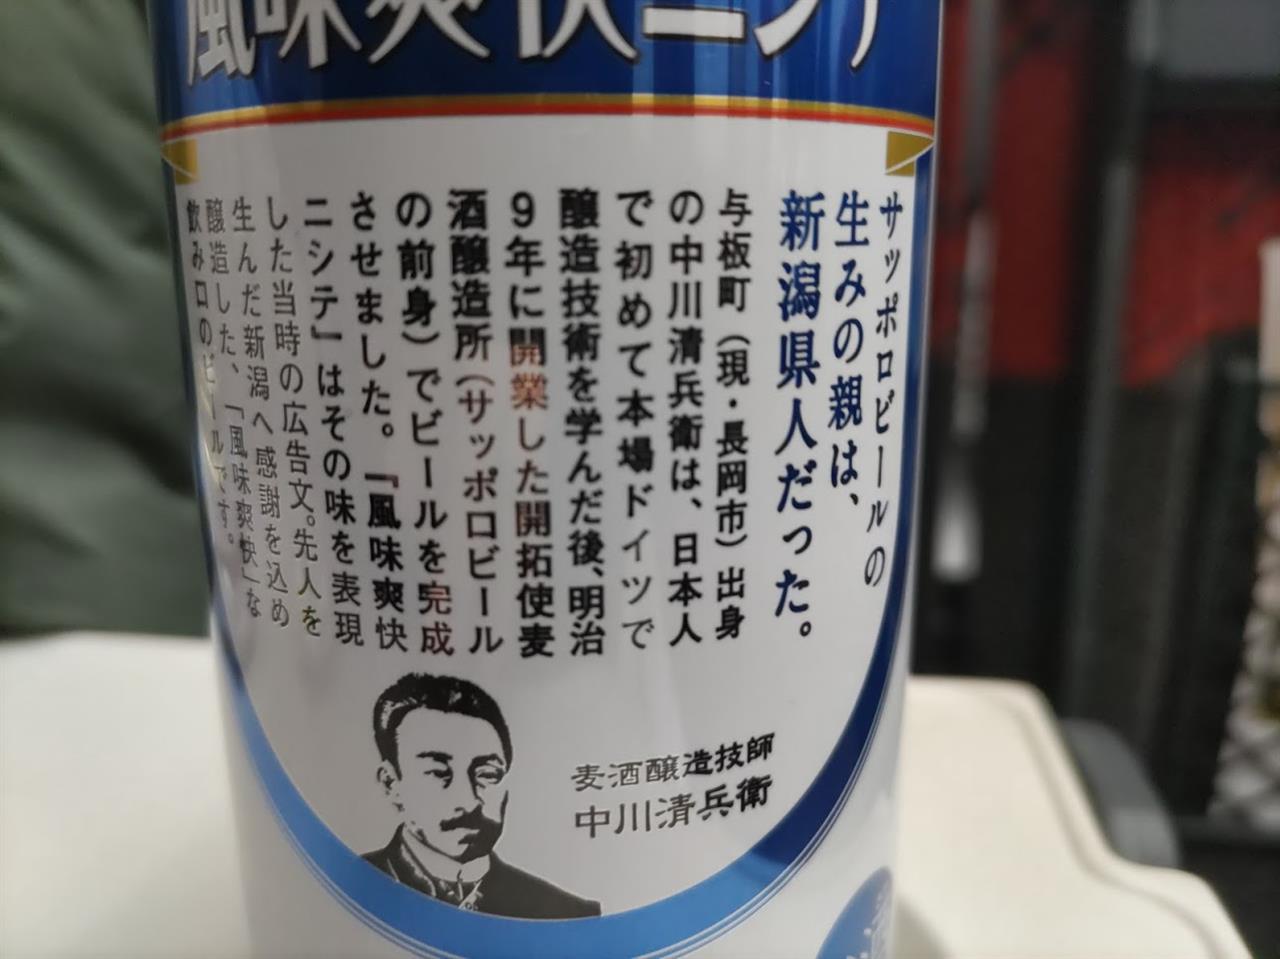 風味爽快ニシテ
サッポロビールの
生みの親は、
新潟県人だった。
与板町（現・長岡市）出身
の中川清兵衛は、日本人
で初めて本場ドイツで
醸造技術を学んだ後、明治
9年に開業した開拓使麦
酒醸造所（サッポロビール
の前身）でビールを完成
させました。「風味爽快
ニシテ」はその味を表現
した当時の広告文。先人を
生んだ新潟へ感謝を込め
醸造した、「風味爽快」な
飲み口のビールです。
麦酒醸造技師
中川清兵衛